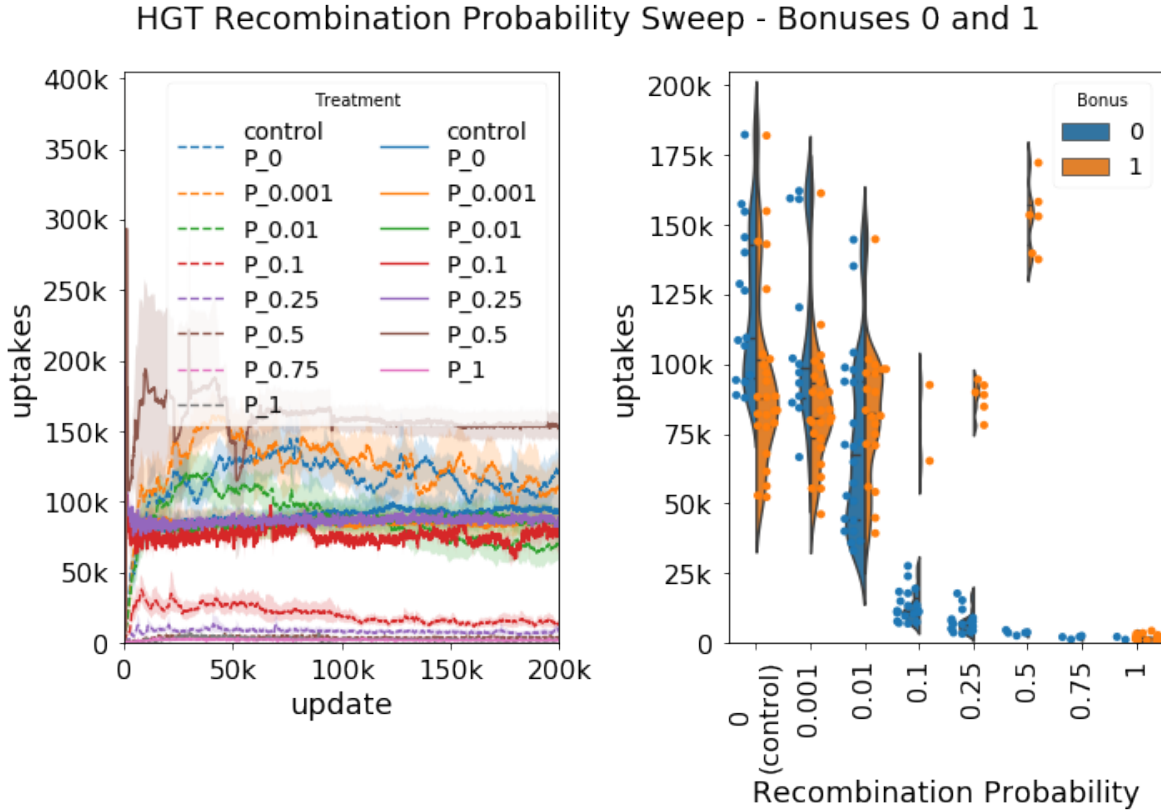 HGT Recombination Probability Sweep - Bonuses 0 and 1
400k
350k
300k
250k
200k
150k
100k
50k
0
uptakes
0 50k 100k 150k 200k
update
Treatment
control
P_0
P_0.001
P_0.01
P_0.1
P_0.25
P_0.5
P_0.75
P_1
control
P_0
P_0.001
P_0.01
P_0.1
P_0.25
P_0.5
P_1
200k
175k
150k
125k
100k
75k
50k
25k
0
uptakes
Bonus
0
1
0
(control)
0.001
0.01
0.1
0.25
0.5
0.75
1
Recombination Probability